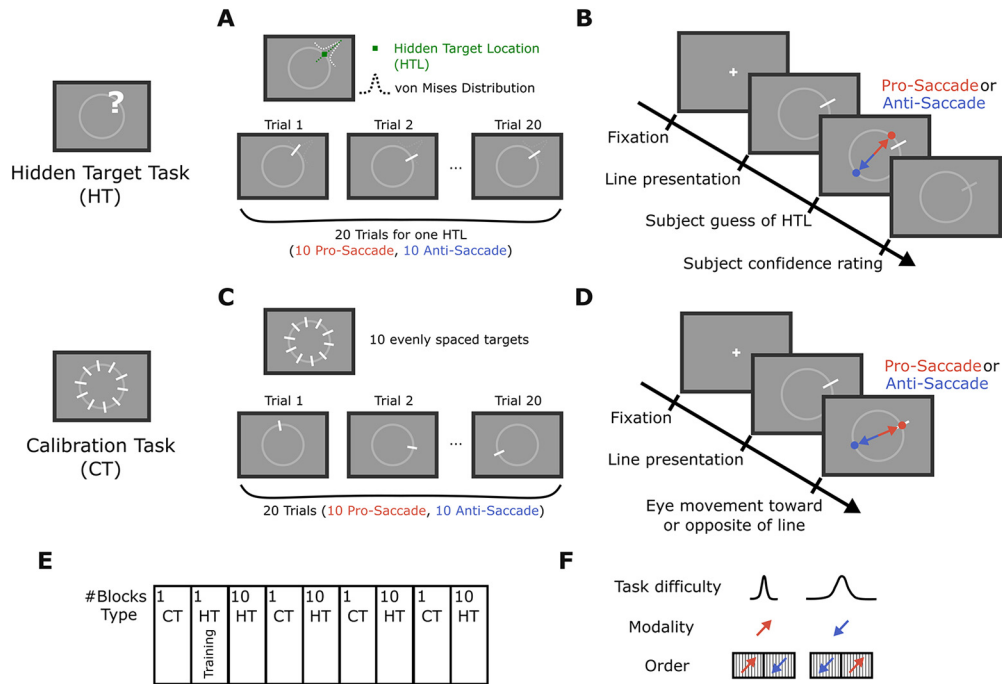 A
Hidden Target Location
(HTL)
von Mises Distribution
?
Hidden Target Task
(HT)
Trial 1
Trial 2
...
Trial 20
20 Trials for one HTL
(10 Pro-Saccade, 10 Anti-Saccade)
B
Pro-Saccade or
Anti-Saccade
Fixation
Line presentation
Subject guess of HTL
Subject confidence rating
C
10 evenly spaced targets
Calibration Task
(CT)
Trial 1
Trial 2
...
Trial 20
20 Trials (10 Pro-Saccade, 10 Anti-Saccade)
D
Pro-Saccade or
Anti-Saccade
Fixation
Line presentation
Eye movement toward
or opposite of line
E
#Blocks 1 1 10 1 10 1 10 1 10
Type CT HT HT CT HT CT HT CT HT
Training
F
Task difficulty
Modality
Order